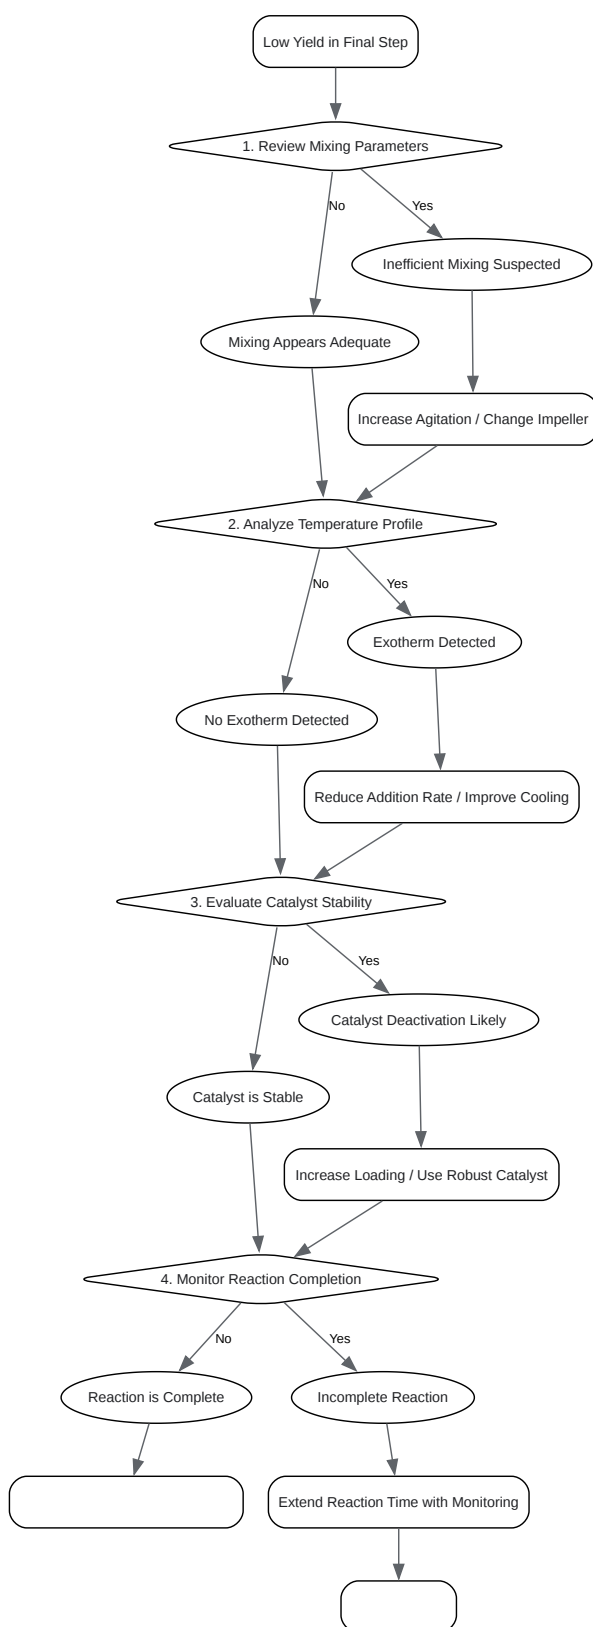 Low Yield in Final Step
1. Review Mixing Parameters
No
Yes
Inefficient Mixing Suspected
Mixing Appears Adequate
Increase Agitation / Change Impeller
2. Analyze Temperature Profile
No
Yes
Exotherm Detected
No Exotherm Detected
Reduce Addition Rate / Improve Cooling
3. Evaluate Catalyst Stability
No
Yes
Catalyst Deactivation Likely
Catalyst is Stable
Increase Loading / Use Robust Catalyst
4. Monitor Reaction Completion
No
Yes
Reaction is Complete
Incomplete Reaction
Extend Reaction Time with Monitoring